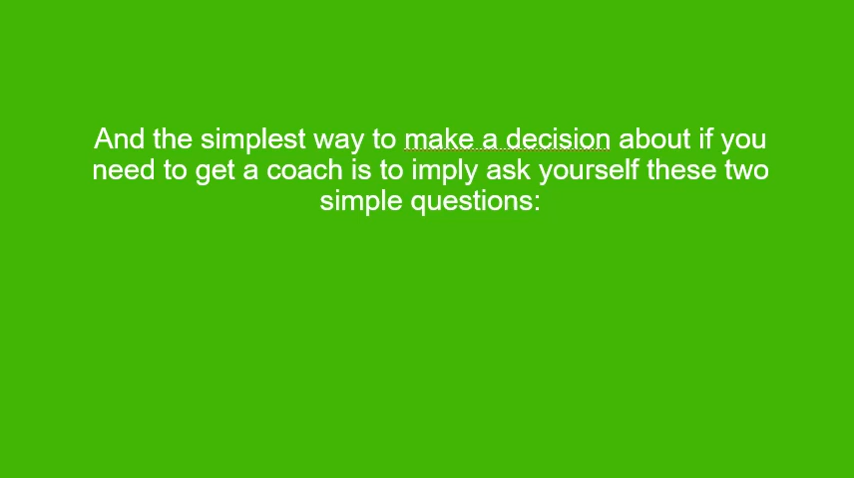 And the simplest way to make a decision about if you
need to get a coach is to imply ask yourself these two
simple questions: